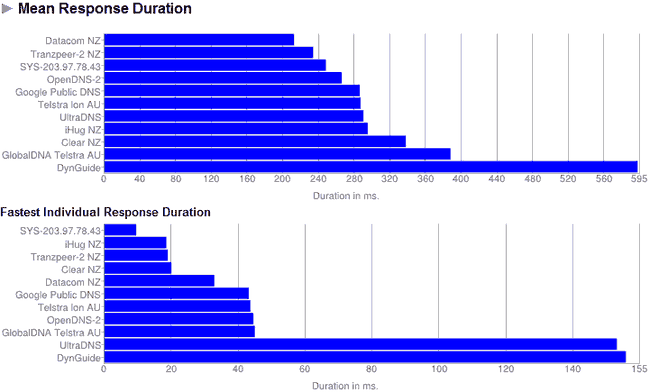 Mean Response Duration
Datacom NZ
Tranzpeer-2 NZ
SYS-203.97.78.43
OpenDNS-2
Google Public DNS
Telstra Ion AU
UltraDNS
iHug NZ
Clear NZ
GlobalDNA Telstra AU
DynGuide
0 40 80 120 160 200 240 280 320 360 400 440 480 520 560 595
Duration in ms.
Fastest Individual Response Duration
SYS-203.97.78.43
iHug NZ
Tranzpeer-2 NZ
Clear NZ
Datacom NZ
Google Public DNS
Telstra Ion AU
OpenDNS-2
GlobalDNA Telstra AU
UltraDNS
DynGuide
0 20 40 60 80 100 120 140 155
Duration in ms.